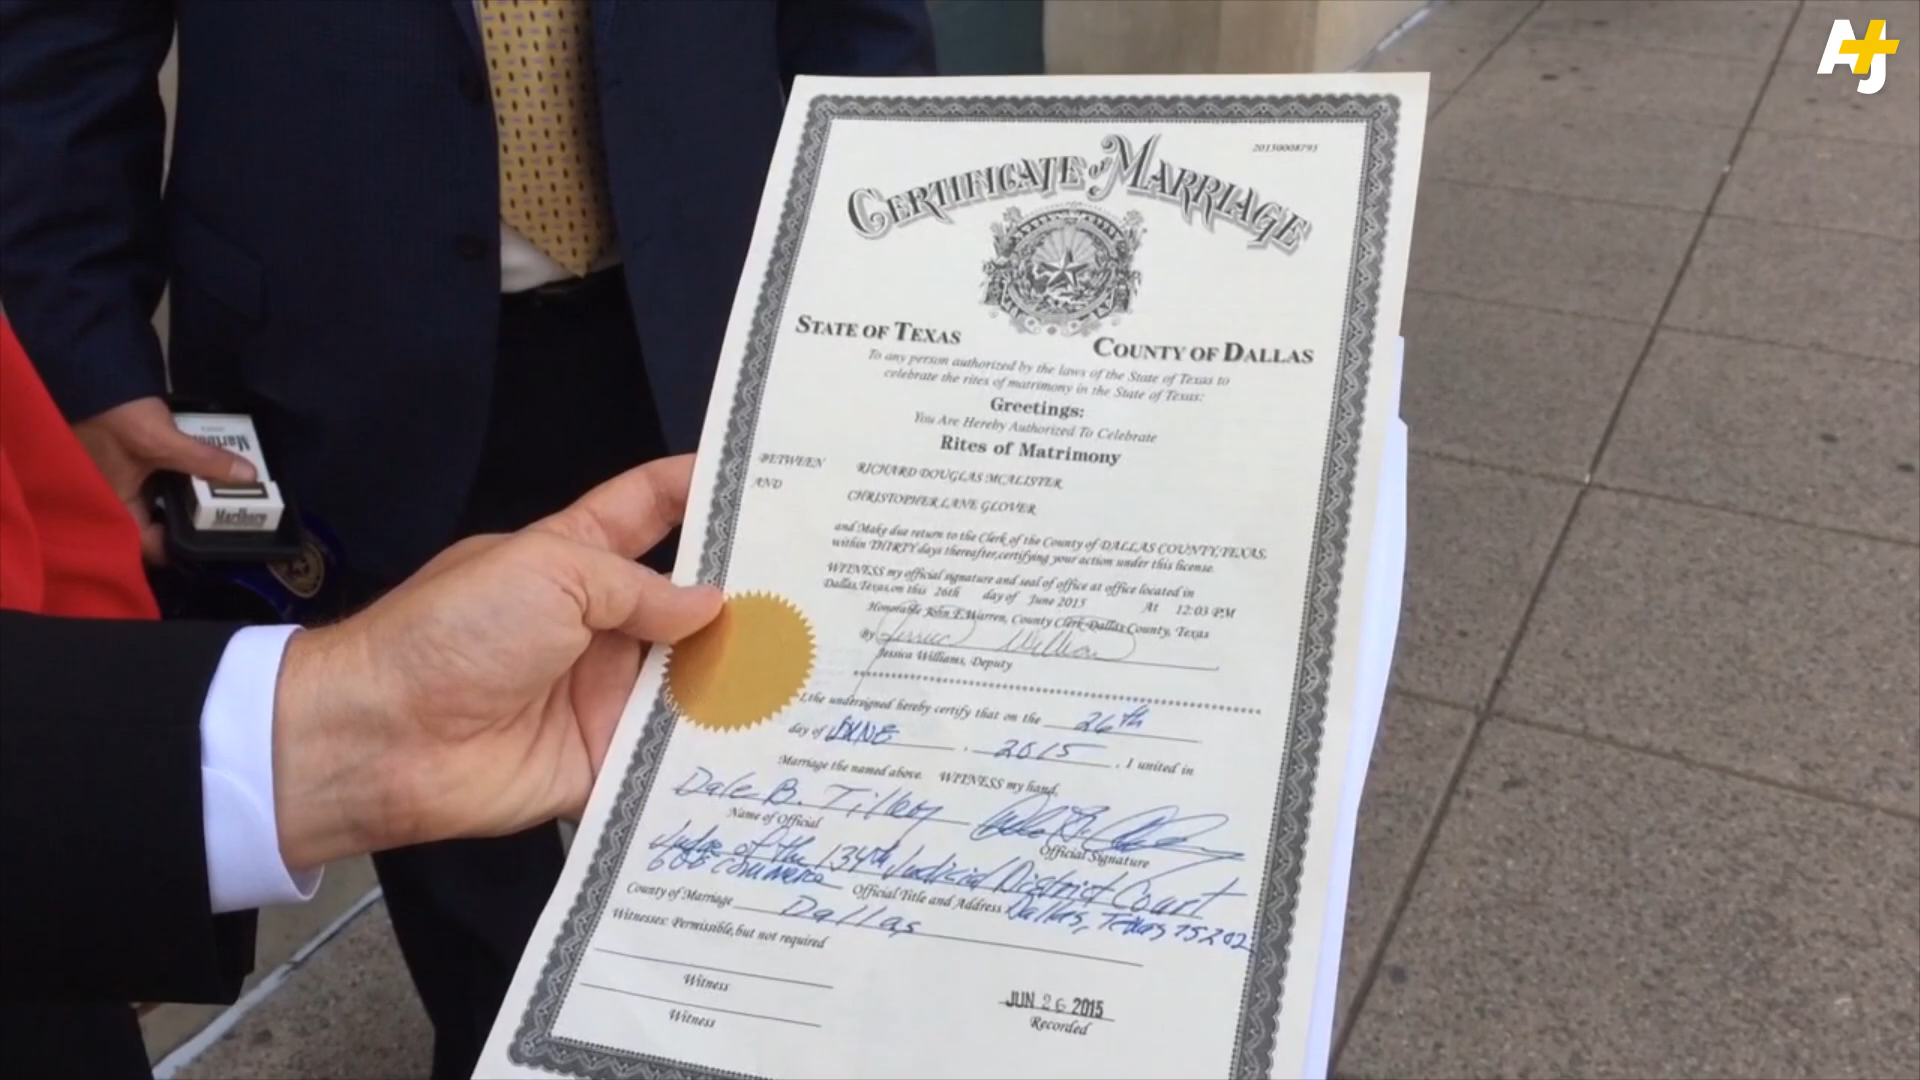 AJ+
20150008793
CERTIFICATE of MARRIAGE
STATE OF TEXAS
COUNTY OF DALLAS
To any person authorized by the laws of the State of Texas to
celebrate the rites of matrimony in the State of Texas:
Greetings:
You Are Hereby Authorized To Celebrate
Rites of Matrimony
BETWEEN RICHARD DOUGLAS MCALISTER
AND CHRISTOPHER LANE GLOVER
and Make due return to the Clerk of the County of DALLAS COUNTY, TEXAS.
within THIRTY days thereafter, certifying your action under this license.
WITNESS my official signature and seal of office at office located in
Dallas, Texas, on this 26th day of June 2015 At 12:03 PM
Honorable John F. Warren, County Clerk Dallas County, Texas
By
Jessica Williams, Deputy
I, the undersigned hereby certify that on the 26th
day of JUNE, 2015, I united in
Marriage the named above. WITNESS my hand,
Dale B. Tillery
Name of Official
Official Signature
Judge of the 134th Judicial District Court
600 Commerce Official Title and Address Dallas, Texas 75202
County of Marriage Dallas
Witnesses: Permissible, but not required
Witness
Witness
JUN 26 2015
Recorded
Marlboro
Marlboro